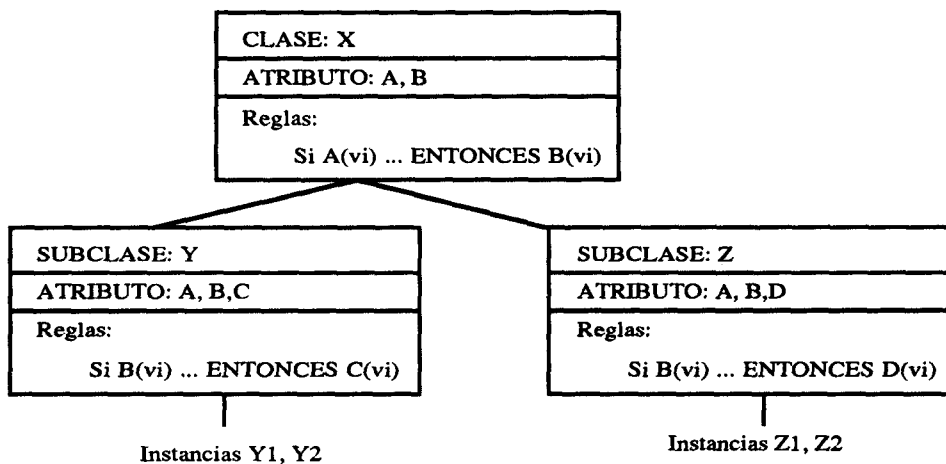 CLASE: X
ATRIBUTO: A, B
Reglas:
Si A(vi) ... ENTONCES B(vi)
SUBCLASE: Y
ATRIBUTO: A, B,C
Reglas:
Si B(vi) ... ENTONCES C(vi)
Instancias Y1, Y2
SUBCLASE: Z
ATRIBUTO: A, B,D
Reglas:
Si B(vi) ... ENTONCES D(vi)
Instancias Z1, Z2